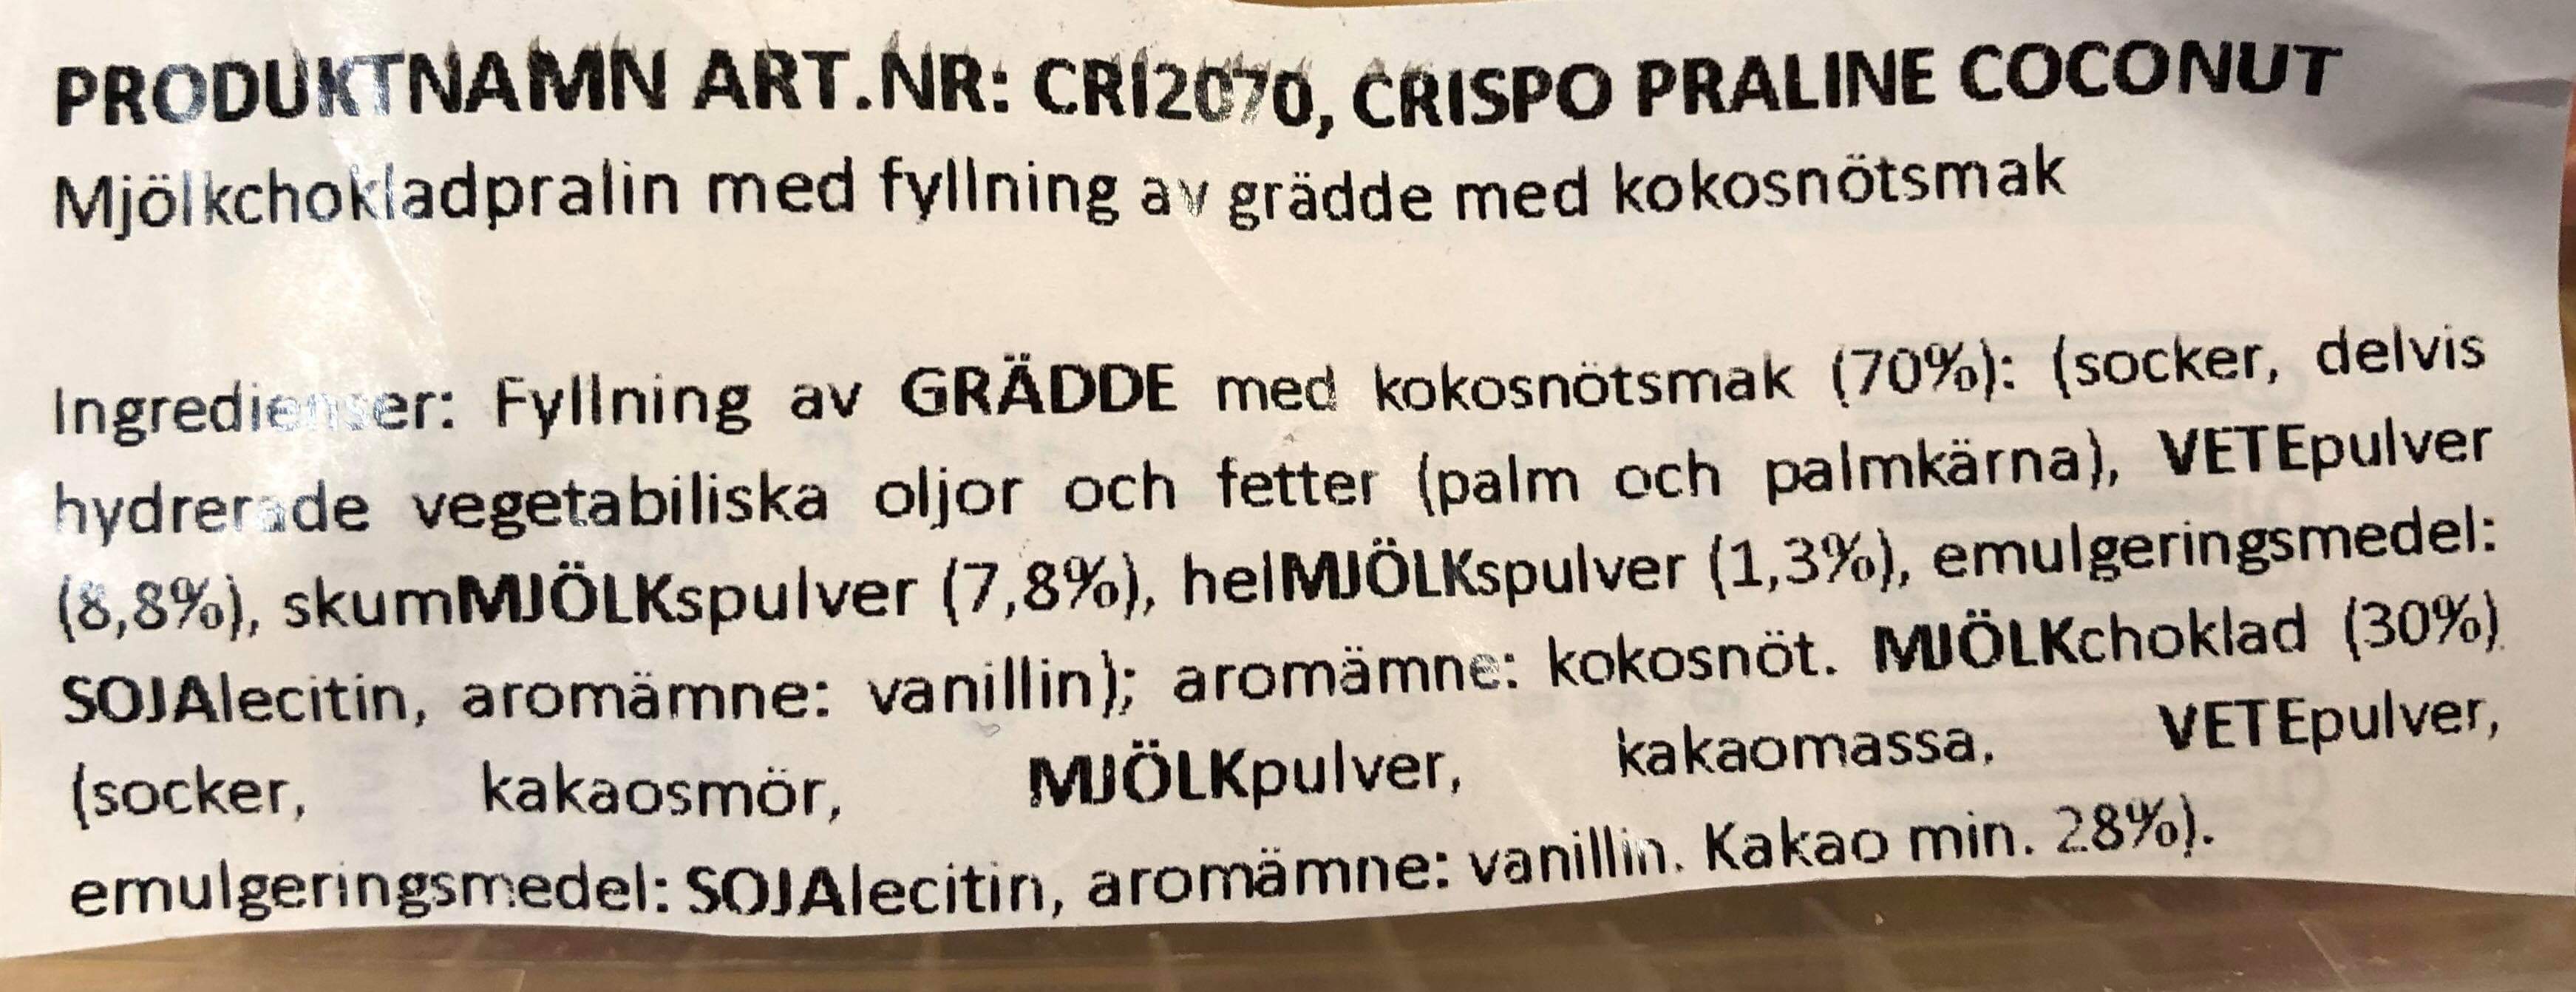 PRODUKTNAMN ART.NR: CRI2070, CRISPO PRALINE COCONUT
Mjölkchokladpralin med fyllning av grädde med kokosnötsmak
Ingredienser: Fyllning av GRÄDDE med kokosnötsmak (70%): (socker, delvis
hydrerade vegetabiliska oljor och fetter (palm och palmkärna), VETEpulver
(8,8%), skumMJÖLKspulver (7,8%), helMJÖLKspulver (1,3%), emulgeringsmedel:
SOJAlecitin, aromämne: vanillin); aromämne: kokosnöt. MJÖLKchoklad (30%)
(socker, kakaosmör, MJÖLKpulver, kakaomassa, VETEpulver,
emulgeringsmedel: SOJAlecitin, aromämne: vanillin. Kakao min. 28%).